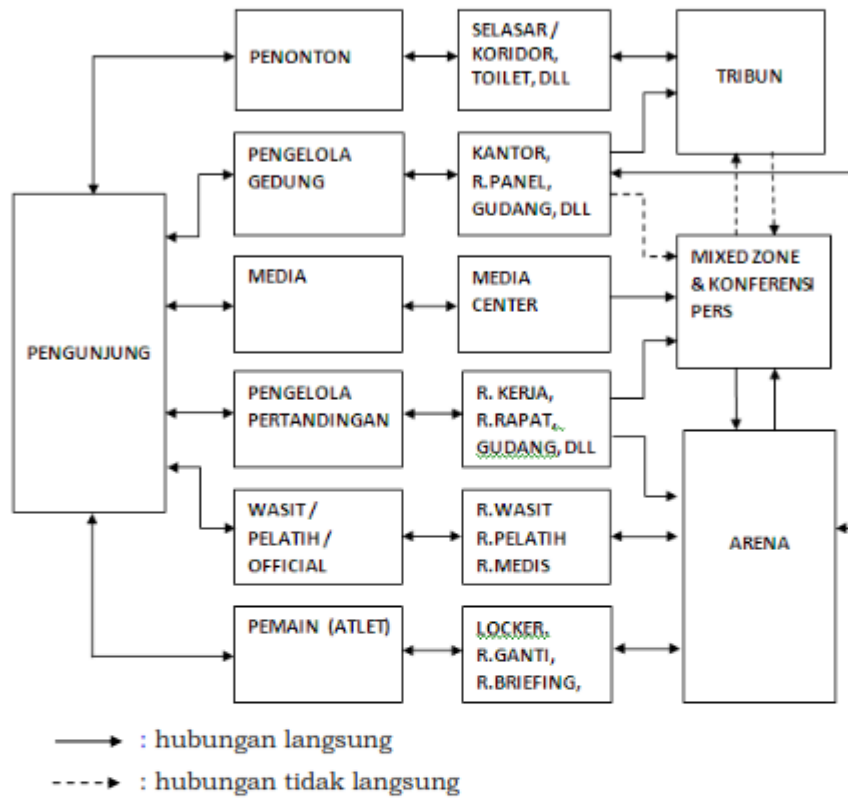 PENONTON
SELASAR /
KORIDOR,
TOILET, DLL
TRIBUN
PENGELOLA
GEDUNG
KANTOR,
R.PANEL,
GUDANG, DLL
PENGUNJUNG
MEDIA
MEDIA
CENTER
MIXED ZONE
& KONFERENSI
PERS
PENGELOLA
PERTANDINGAN
R. KERJA,
R.RAPAT,
GUDANG, DLL
WASIT /
PELATIH /
OFFICIAL
R.WASIT
R.PELATIH
R.MEDIS
ARENA
PEMAIN (ATLET)
LOCKER,
R.GANTI,
R.BRIEFING,
: hubungan langsung
: hubungan tidak langsung